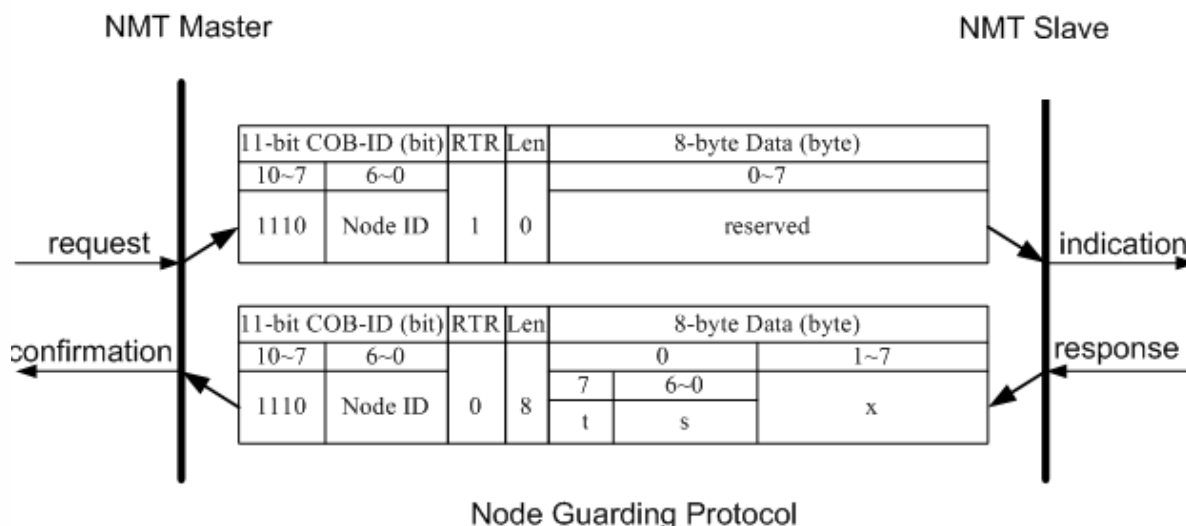 NMT Master
NMT Slave
11-bit COB-ID (bit) RTR Len 8-byte Data (byte)
10~7 6~0 0~7
1110 Node ID 1 0 reserved
request
indication
11-bit COB-ID (bit) RTR Len 8-byte Data (byte)
confirmation
response
10~7 6~0 0 1~7
7 6~0
1110 Node ID 0 8 x
t s
Node Guarding Protocol